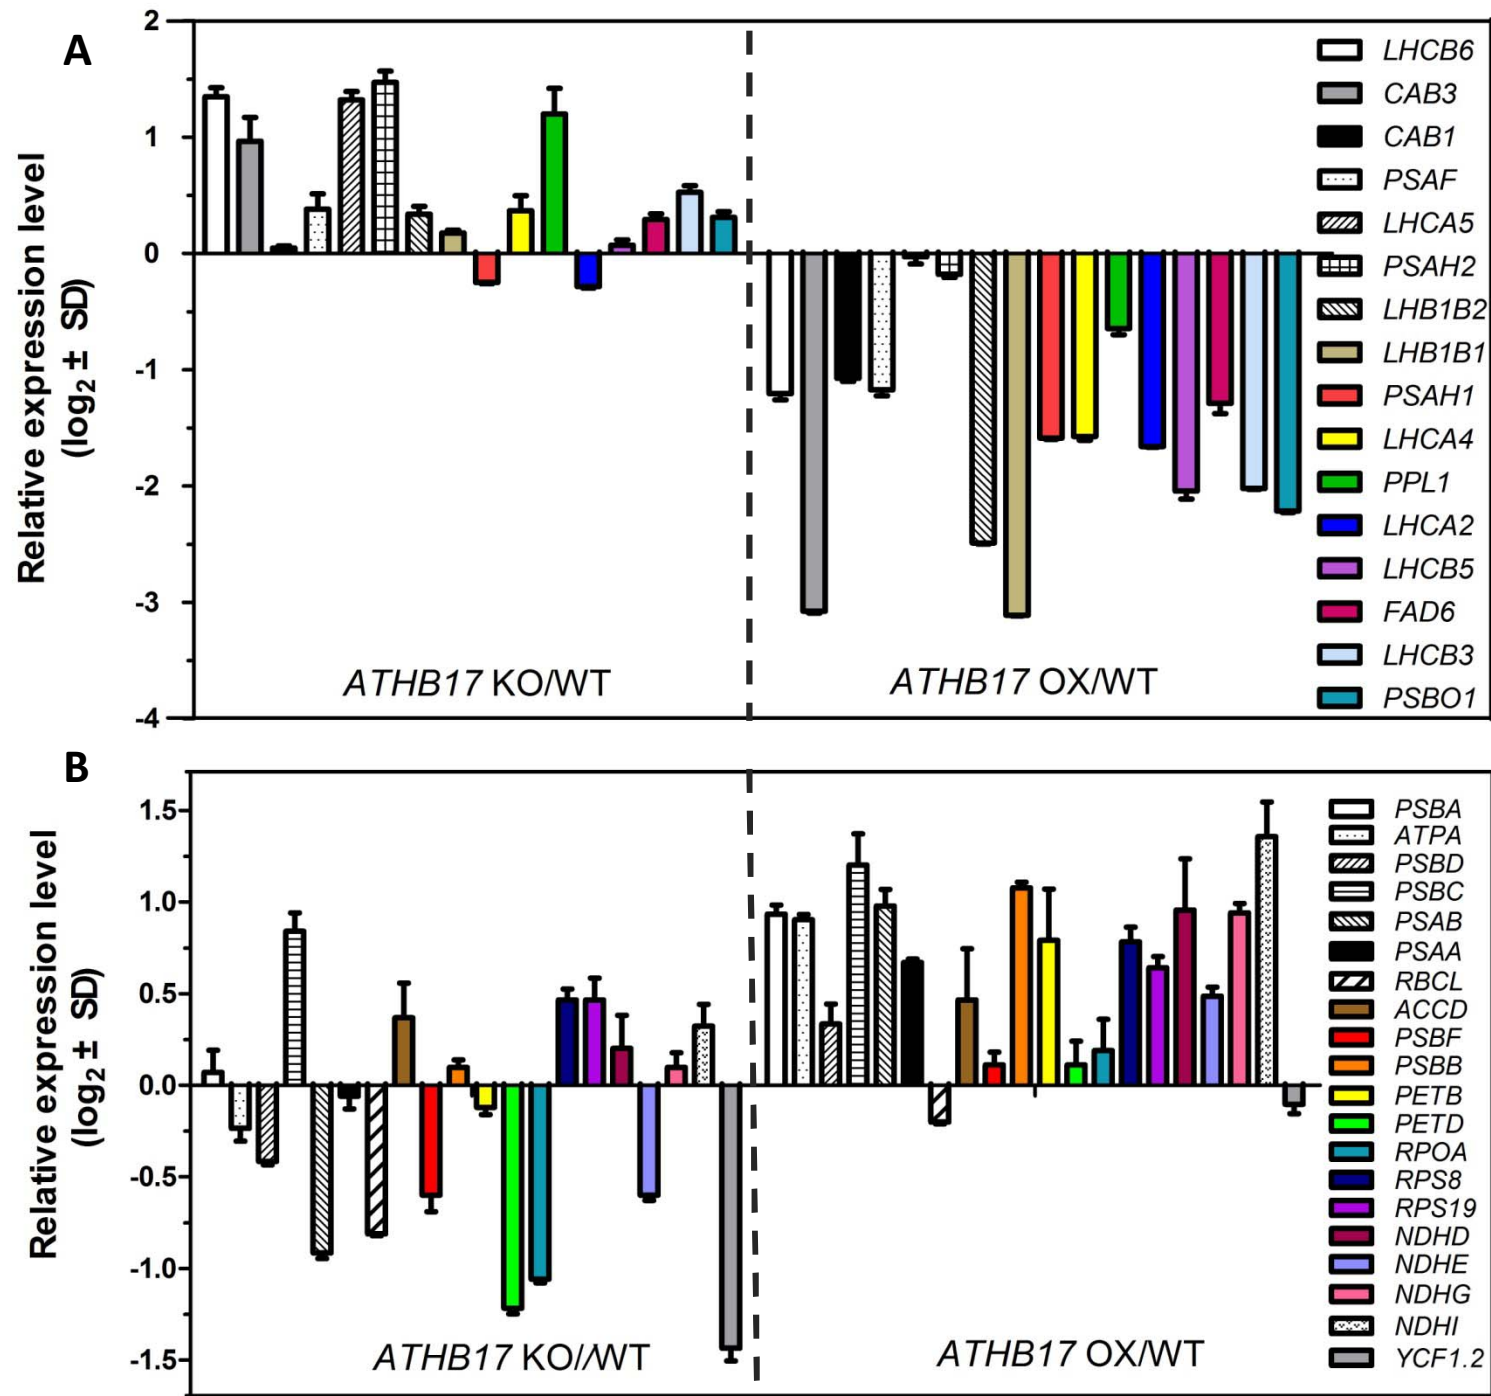 A
Relative expression level
(log₂ ± SD)
2
1
0
-1
-2
-3
-4
ATHB17 KO/WT
ATHB17 OX/WT
LHCB6
CAB3
CAB1
PSAF
LHCA5
PSAH2
LHB1B2
LHB1B1
PSAH1
LHCA4
PPL1
LHCA2
LHCB5
FAD6
LHCB3
PSBO1
B
Relative expression level
(log₂ ± SD)
1.5
1.0
0.5
0.0
-0.5
-1.0
-1.5
ATHB17 KO//WT
ATHB17 OX/WT
PSBA
ATPA
PSBD
PSBC
PSAB
PSAA
RBCL
ACCD
PSBF
PSBB
PETB
PETD
RPOA
RPS8
RPS19
NDHD
NDHE
NDHG
NDHI
YCF1.2